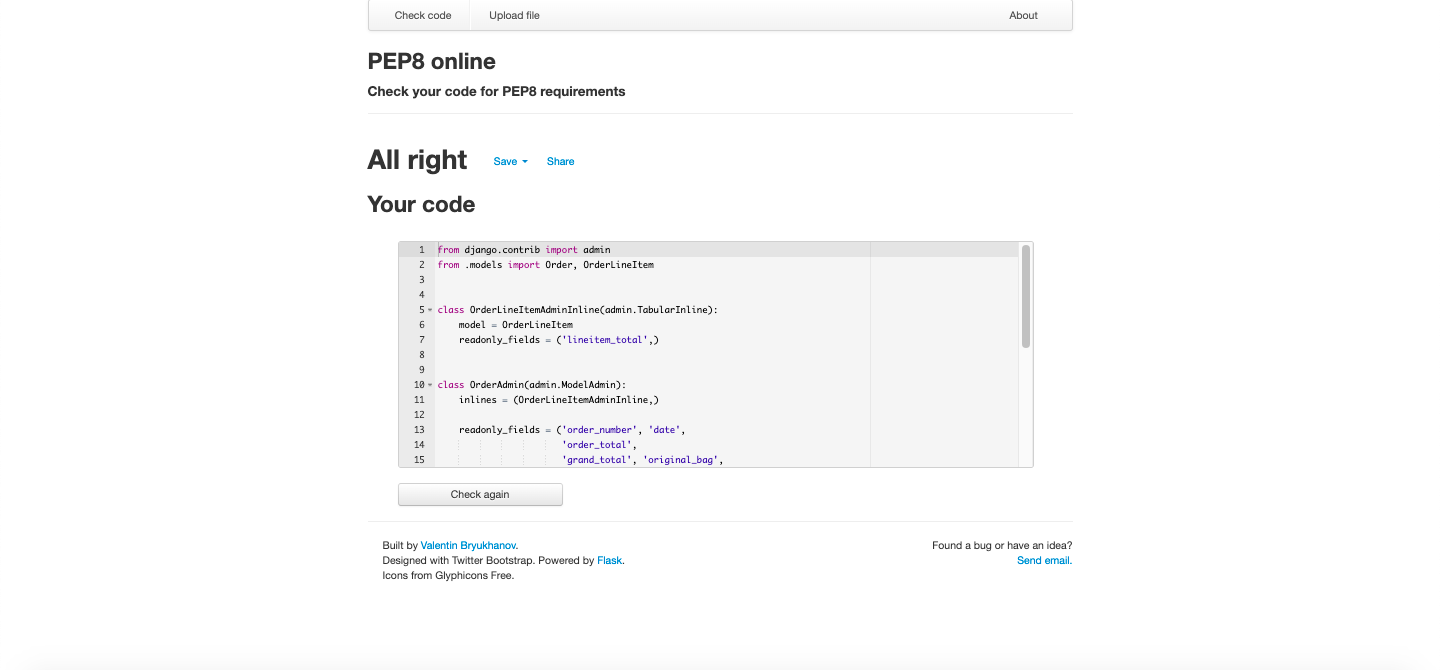 Check code Upload file About
PEP8 online
Check your code for PEP8 requirements
All right Save Share
Your code
1 from django.contrib import admin
2 from .models import Order, OrderLineItem
3
4
5 class OrderLineItemAdminInline(admin.TabularInline):
6     model = OrderLineItem
7     readonly_fields = ('lineitem_total',)
8
9
10 class OrderAdmin(admin.ModelAdmin):
11     inlines = (OrderLineItemAdminInline,)
12
13     readonly_fields = ('order_number', 'date',
14                        'order_total',
15                        'grand_total', 'original_bag',
Check again
Built by Valentin Bryukhanov. Found a bug or have an idea?
Designed with Twitter Bootstrap. Powered by Flask. Send email.
Icons from Glyphicons Free.